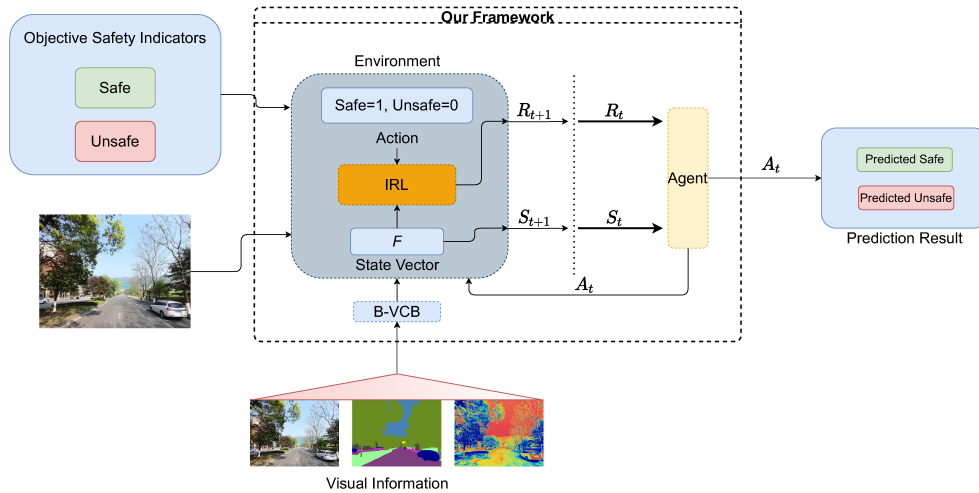 Our Framework
Objective Safety Indicators
Safe
Unsafe
Environment
Safe=1, Unsafe=0
Action
IRL
F
State Vector
B-VCB
R_{t+1}
R_t
S_{t+1}
S_t
A_t
Agent
A_t
Predicted Safe
Predicted Unsafe
Prediction Result
Visual Information